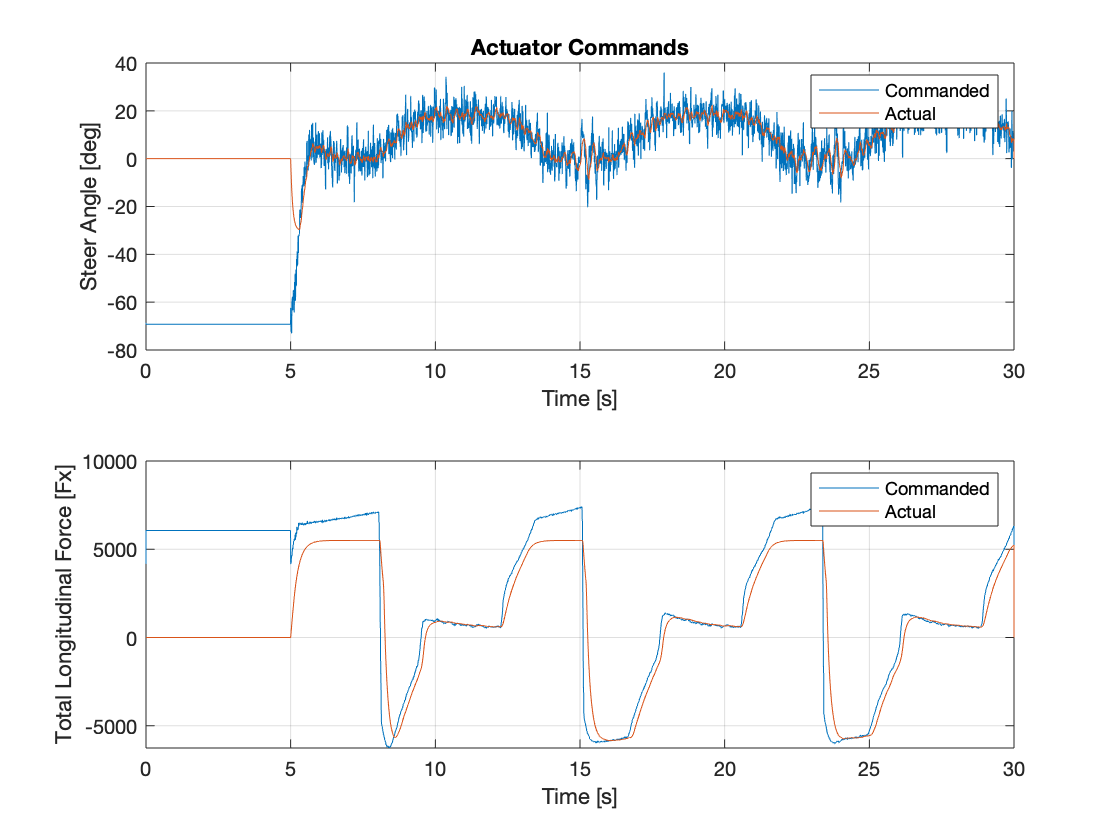 Actuator Commands
40
20
0
-20
-40
-60
-80
Steer Angle [deg]
Commanded
Actual
0 5 10 15 20 25 30
Time [s]
10000
5000
0
-5000
Total Longitudinal Force [Fx]
Commanded
Actual
0 5 10 15 20 25 30
Time [s]